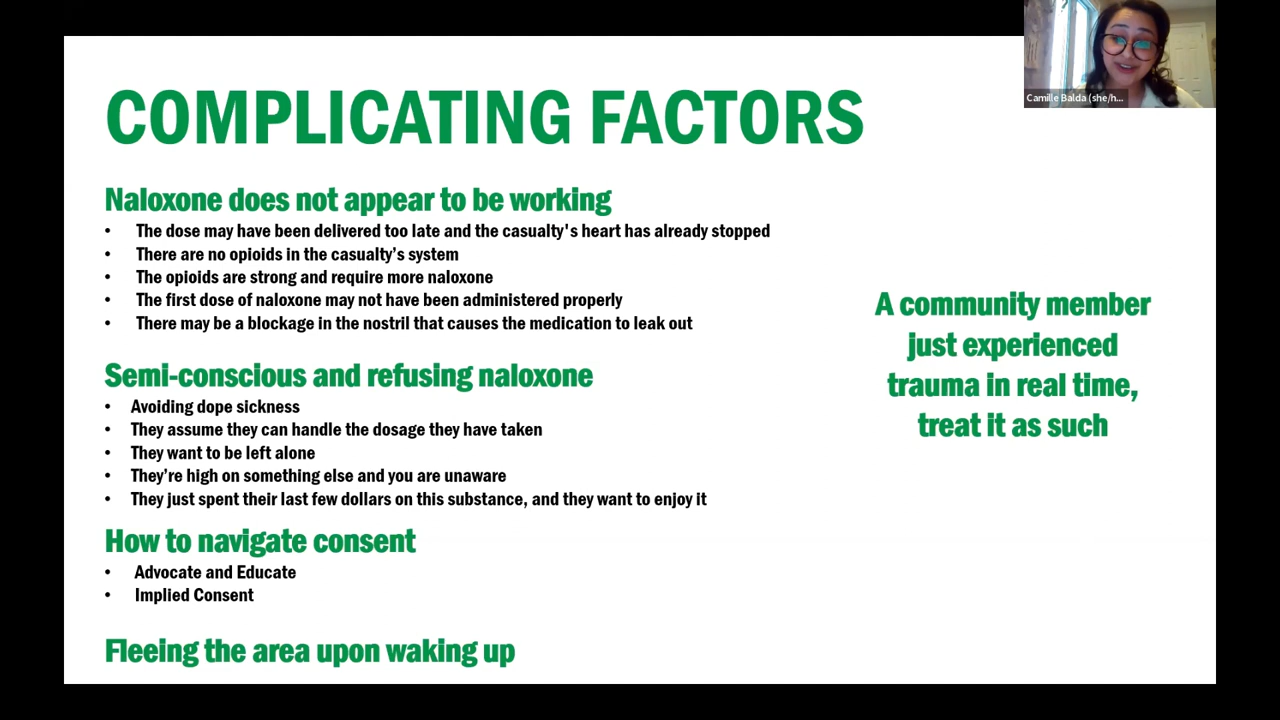 COMPLICATING FACTORS
Naloxone does not appear to be working
• The dose may have been delivered too late and the casualty's heart has already stopped
• There are no opioids in the casualty’s system
• The opioids are strong and require more naloxone
• The first dose of naloxone may not have been administered properly
• There may be a blockage in the nostril that causes the medication to leak out
Semi-conscious and refusing naloxone
• Avoiding dope sickness
• They assume they can handle the dosage they have taken
• They want to be left alone
• They’re high on something else and you are unaware
• They just spent their last few dollars on this substance, and they want to enjoy it
How to navigate consent
• Advocate and Educate
• Implied Consent
Fleeing the area upon waking up
A community member
just experienced
trauma in real time,
treat it as such
Camille Balda (she/h...